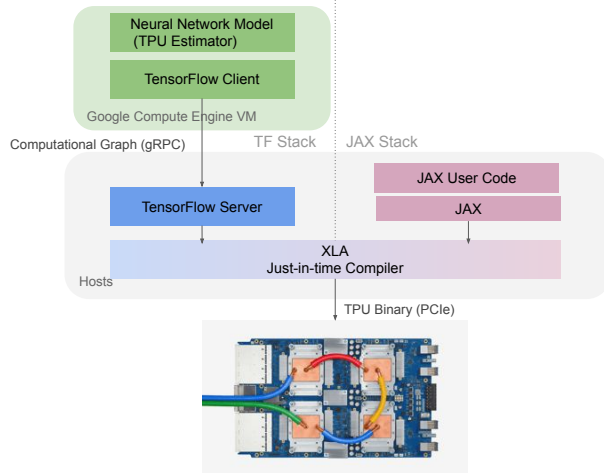 Neural Network Model
(TPU Estimator)
TensorFlow Client
Google Compute Engine VM
Computational Graph (gRPC)
TF Stack
JAX Stack
JAX User Code
TensorFlow Server
JAX
XLA
Just-in-time Compiler
Hosts
TPU Binary (PCIe)